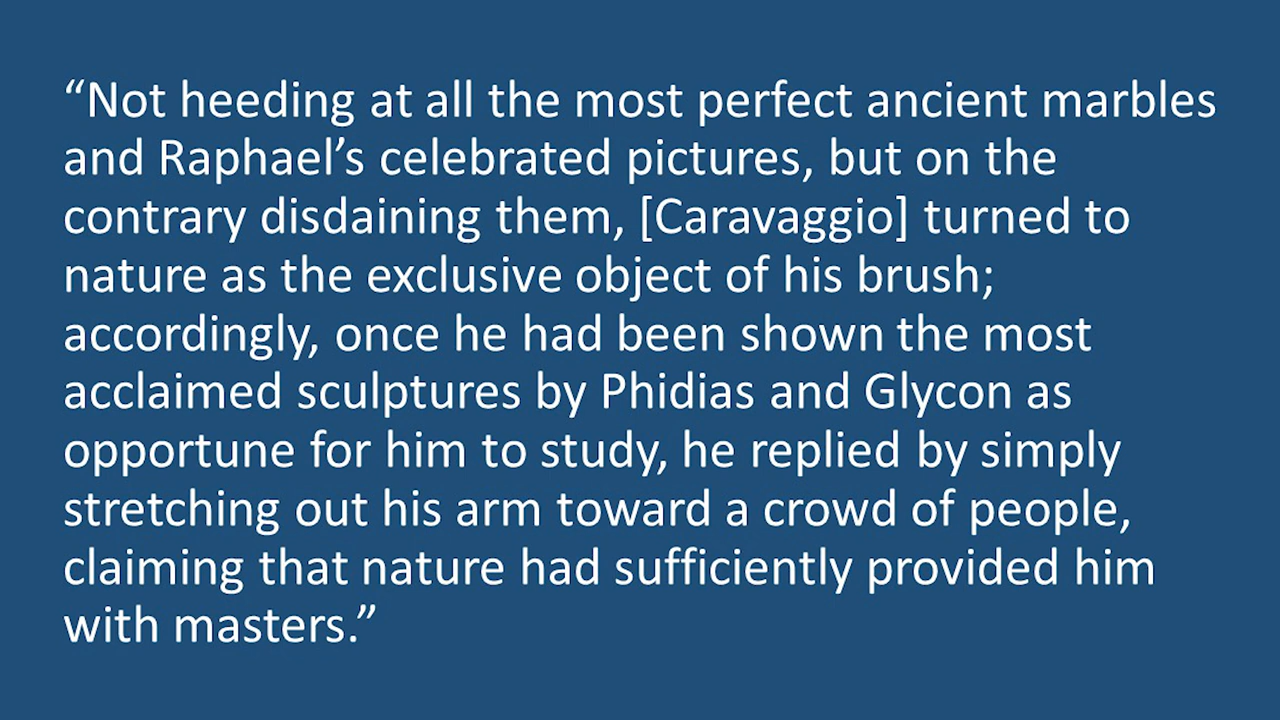 “Not heeding at all the most perfect ancient marbles
and Raphael’s celebrated pictures, but on the
contrary disdaining them, [Caravaggio] turned to
nature as the exclusive object of his brush;
accordingly, once he had been shown the most
acclaimed sculptures by Phidias and Glycon as
opportune for him to study, he replied by simply
stretching out his arm toward a crowd of people,
claiming that nature had sufficiently provided him
with masters.”